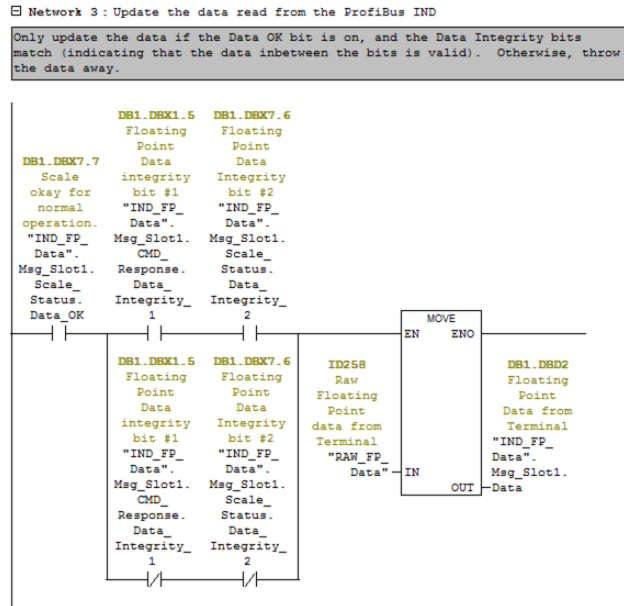 Network 3 : Update the data read from the ProfiBus IND
Only update the data if the Data OK bit is on, and the Data Integrity bits
match (indicating that the data inbetween the bits is valid). Otherwise, throw
the data away.
DB1.DBX7.7
Scale
okay for
normal
operation.
"IND_FP_
Data".
Msg_Slot1.
Scale_
Status.
Data_OK
DB1.DBX1.5
Floating
Point
Data
integrity
bit #1
"IND_FP_
Data".
Msg_Slot1.
CMD_
Response.
Data_
Integrity_
1
DB1.DBX7.6
Floating
Point
Data
Integrity
bit #2
"IND_FP_
Data".
Msg_Slot1.
Scale_
Status.
Data_
Integrity_
2
DB1.DBX1.5
Floating
Point
Data
integrity
bit #1
"IND_FP_
Data".
Msg_Slot1.
CMD_
Response.
Data_
Integrity_
1
DB1.DBX7.6
Floating
Point
Data
Integrity
bit #2
"IND_FP_
Data".
Msg_Slot1.
Scale_
Status.
Data_
Integrity_
2
ID258
Raw
Floating
Point
data from
Terminal
"RAW_FP_
Data"
MOVE
EN ENO
IN
OUT
DB1.DBD2
Floating
Point
Data from
Terminal
"IND_FP_
Data".
Msg_Slot1.
Data